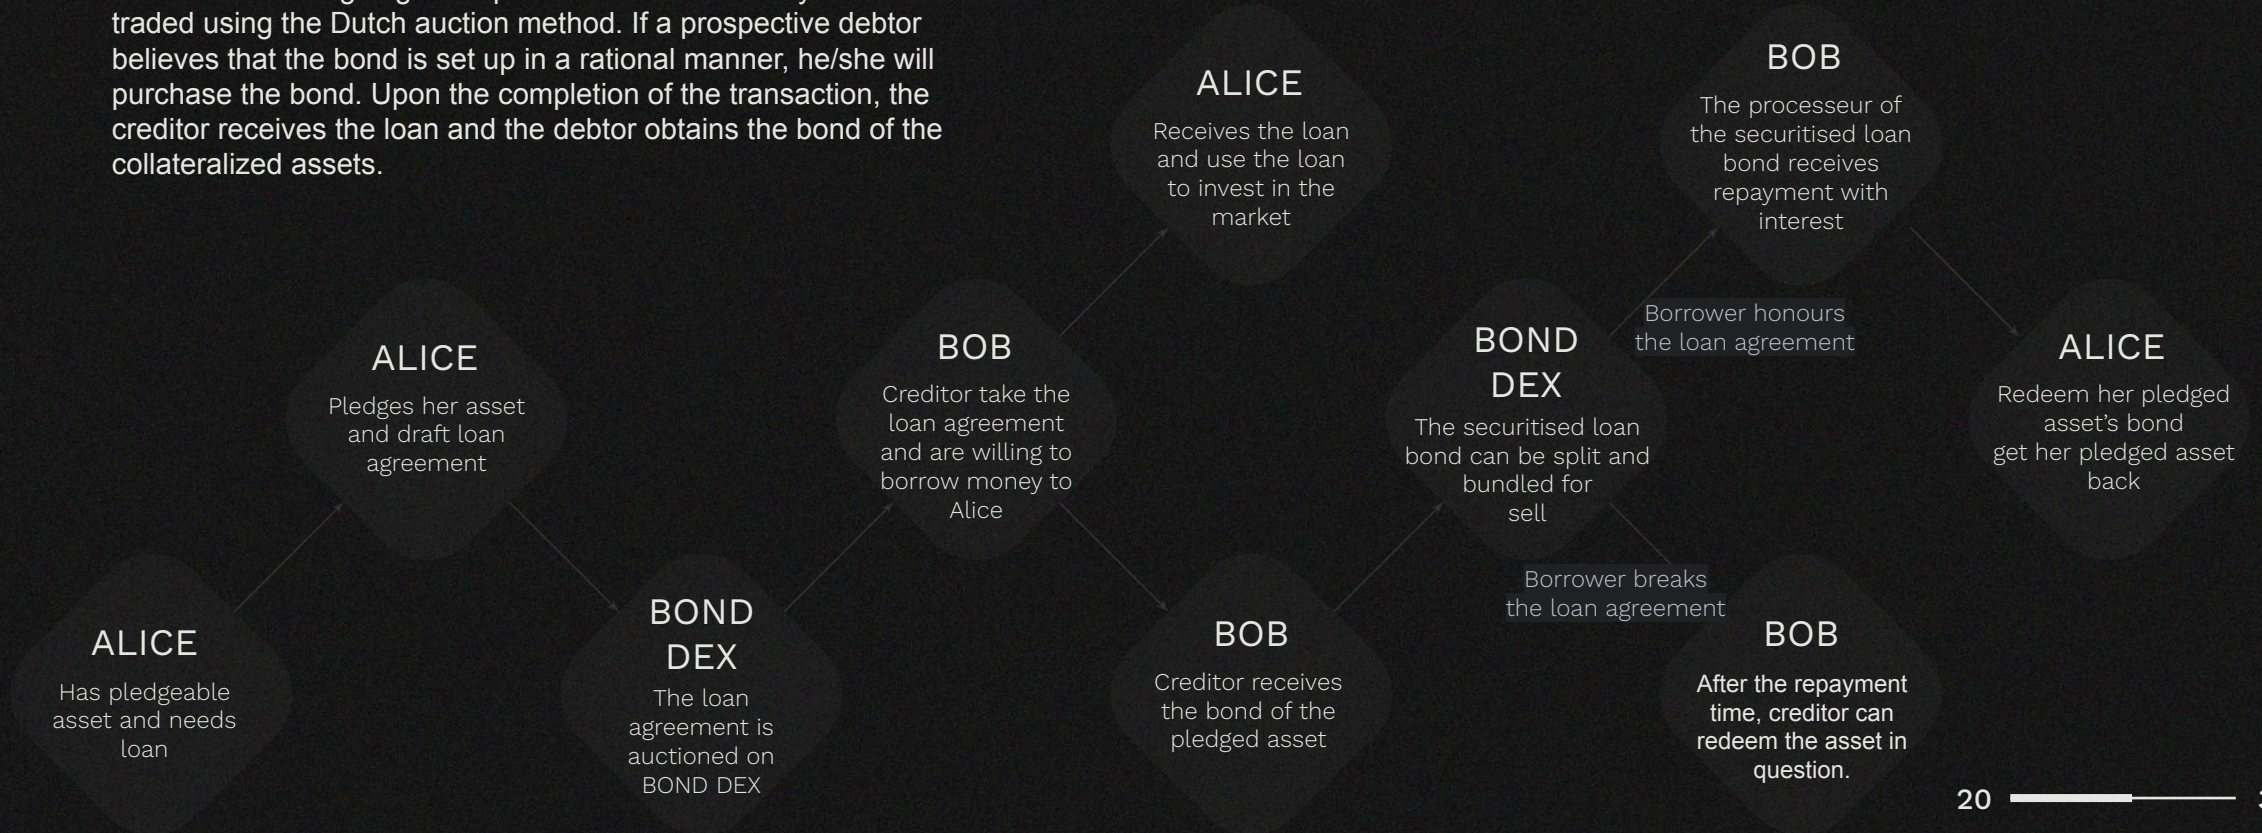 traded using the Dutch auction method. If a prospective debtor
believes that the bond is set up in a rational manner, he/she will
purchase the bond. Upon the completion of the transaction, the
creditor receives the loan and the debtor obtains the bond of the
collateralized assets.
ALICE
Has pledgeable
asset and needs
loan
ALICE
Pledges her asset
and draft loan
agreement
BOND
DEX
The loan
agreement is
auctioned on
BOND DEX
BOB
Creditor take the
loan agreement
and are willing to
borrow money to
Alice
ALICE
Receives the loan
and use the loan
to invest in the
market
BOB
Creditor receives
the bond of the
pledged asset
BOND
DEX
The securitised loan
bond can be split and
bundled for
sell
Borrower honours
the loan agreement
BOB
The processeur of
the securitised loan
bond receives
repayment with
interest
ALICE
Redeem her pledged
asset’s bond
get her pledged asset
back
Borrower breaks
the loan agreement
BOB
After the repayment
time, creditor can
redeem the asset in
question.
20